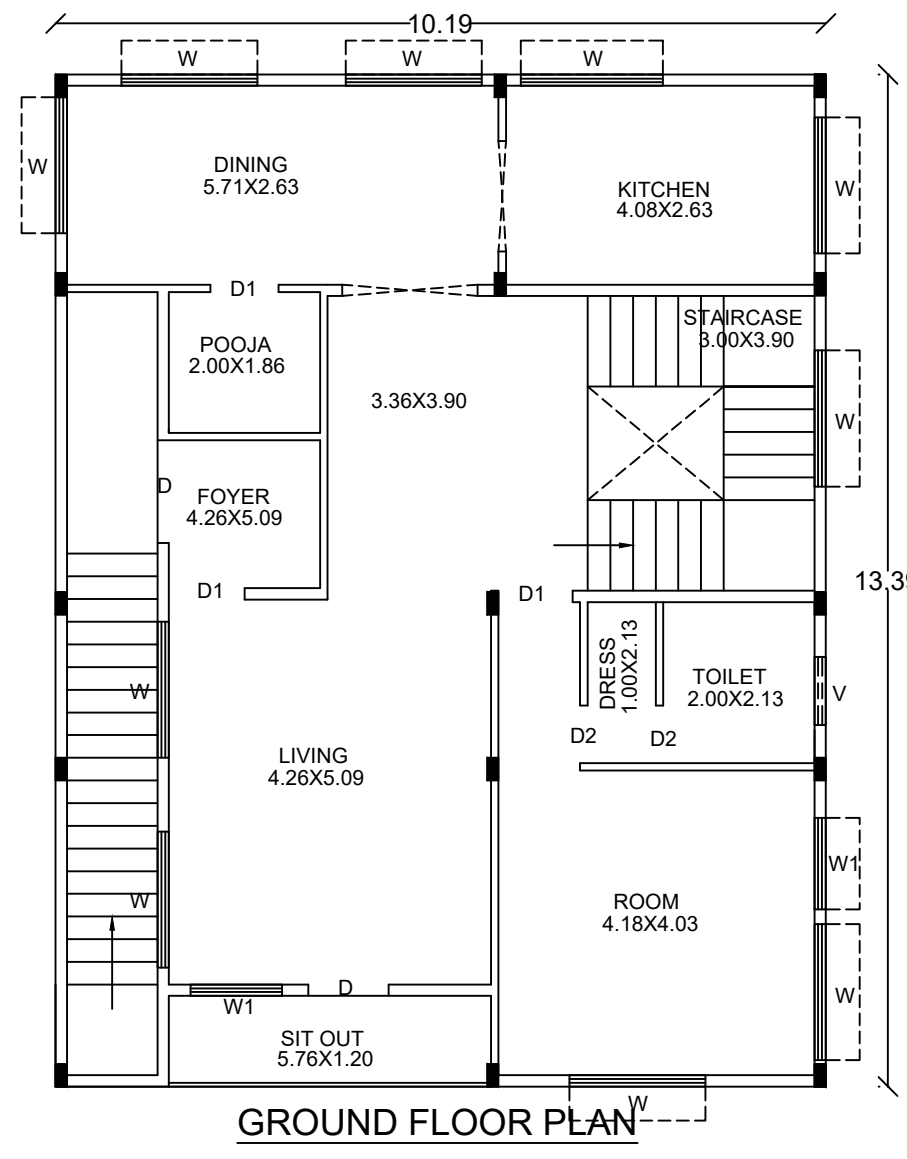 10.19
W
W
W
W
DINING
5.71X2.63
KITCHEN
4.08X2.63
W
D1
POOJA
2.00X1.86
STAIRCASE
3.00X3.90
3.36X3.90
W
D
FOYER
4.26X5.09
D1
D1
13.39
DRESS
1.00X2.13
TOILET
2.00X2.13
V
W
D2
D2
LIVING
4.26X5.09
W
ROOM
4.18X4.03
W1
W
W1
D
SIT OUT
5.76X1.20
W
GROUND FLOOR PLAN